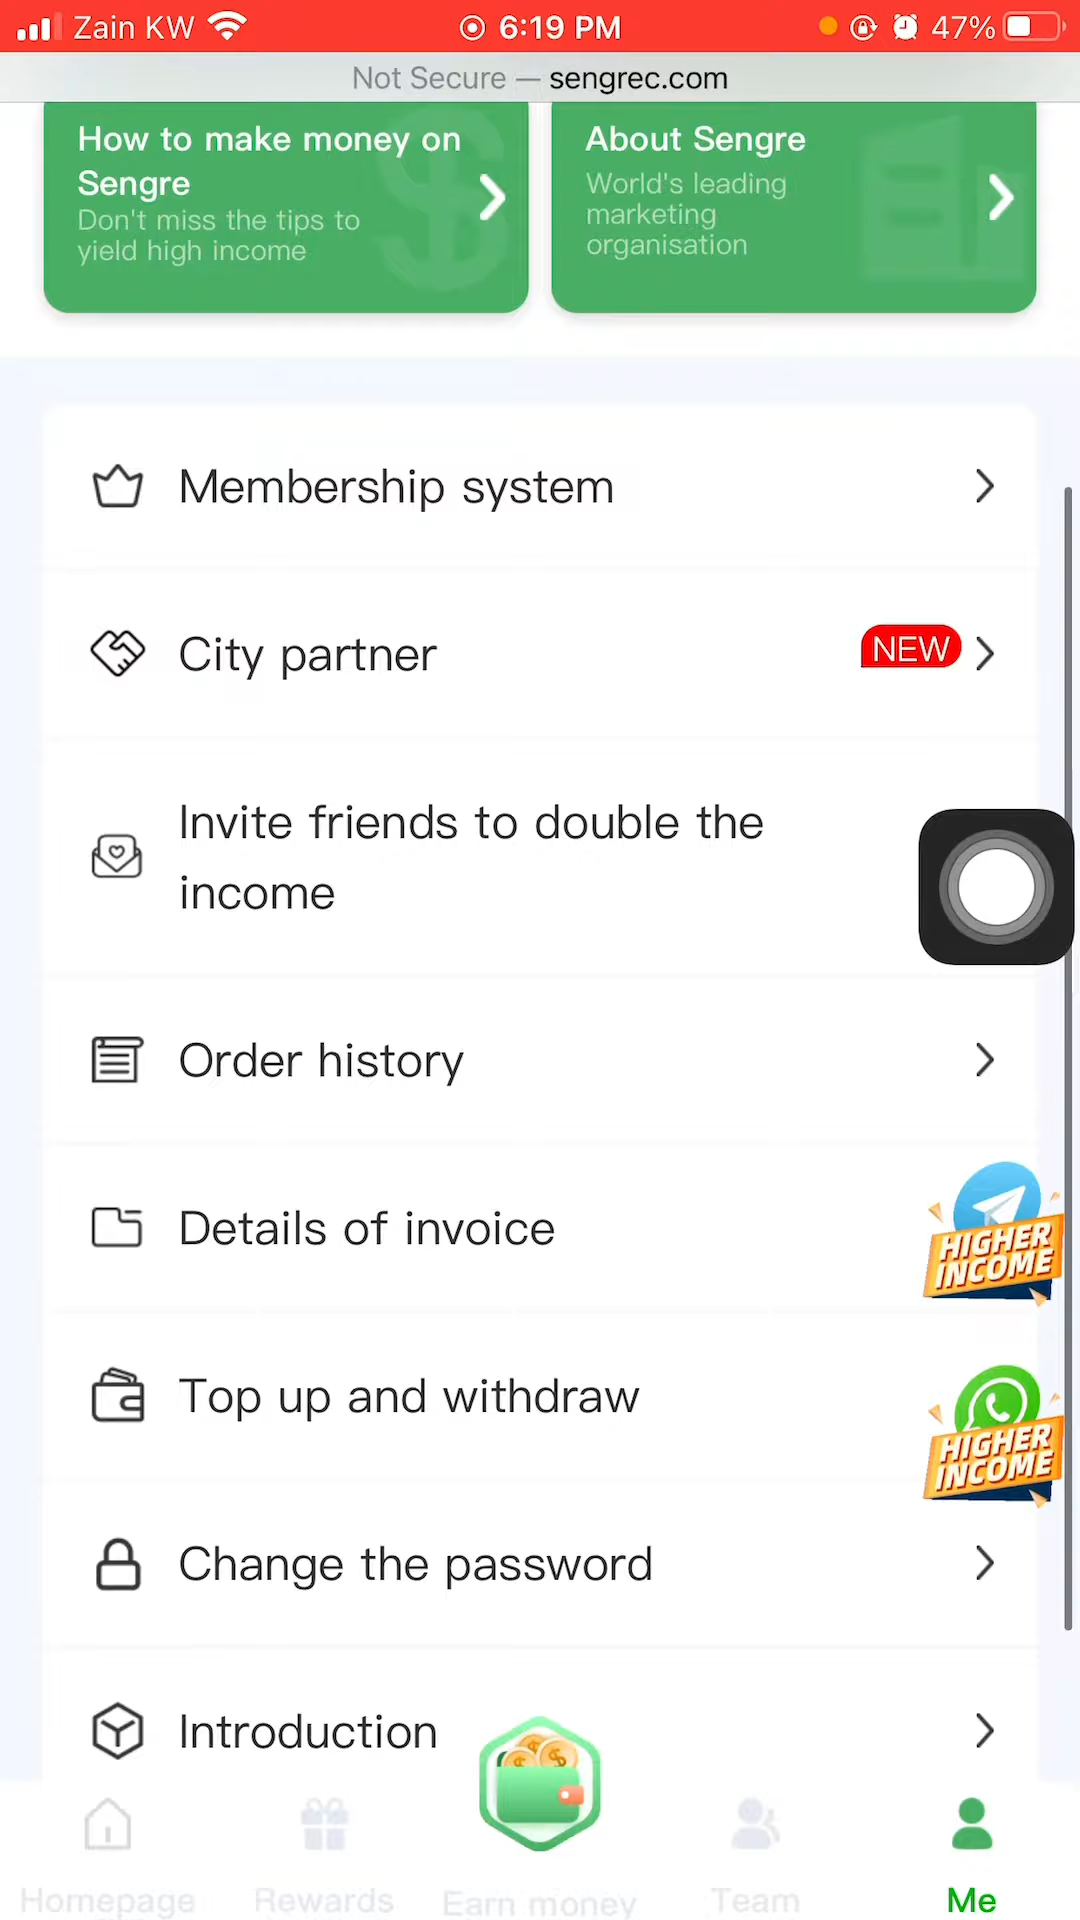 Zain KW 6:19 PM 47%
Not Secure — sengrec.com
How to make money on
Sengre
Don't miss the tips to
yield high income
About Sengre
World's leading
marketing
organisation
Membership system
City partner
NEW
Invite friends to double the
income
Order history
Details of invoice
HIGHER
INCOME
Top up and withdraw
HIGHER
INCOME
Change the password
Introduction
Homepage
Rewards
Earn money
Team
Me